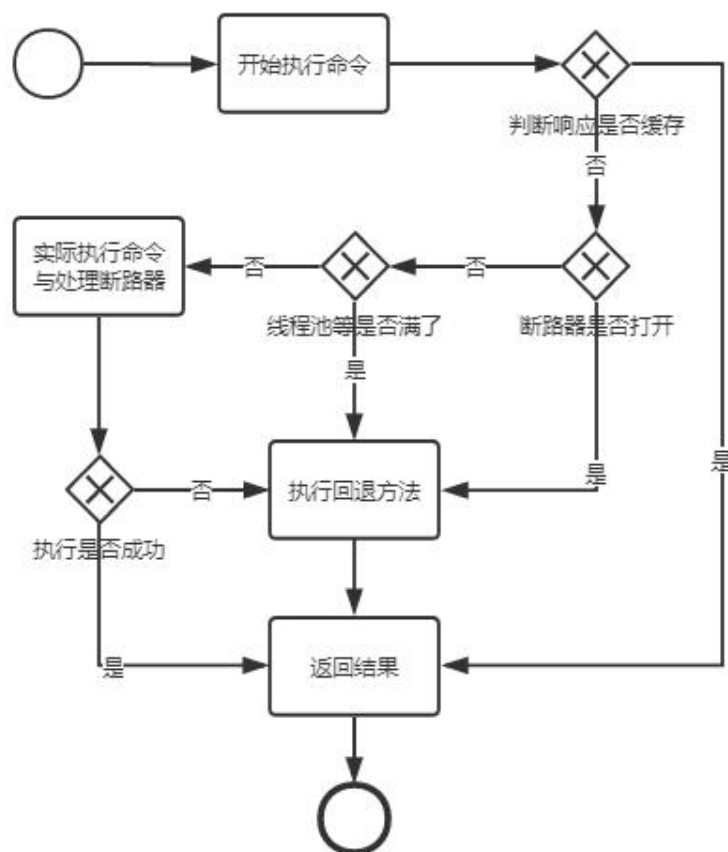 开始执行命令
判断响应是否缓存
否
实际执行命令
与处理断路器
否
否
线程池等是否满了
断路器是否打开
是
是
是
执行回退方法
否
执行是否成功
是
返回结果